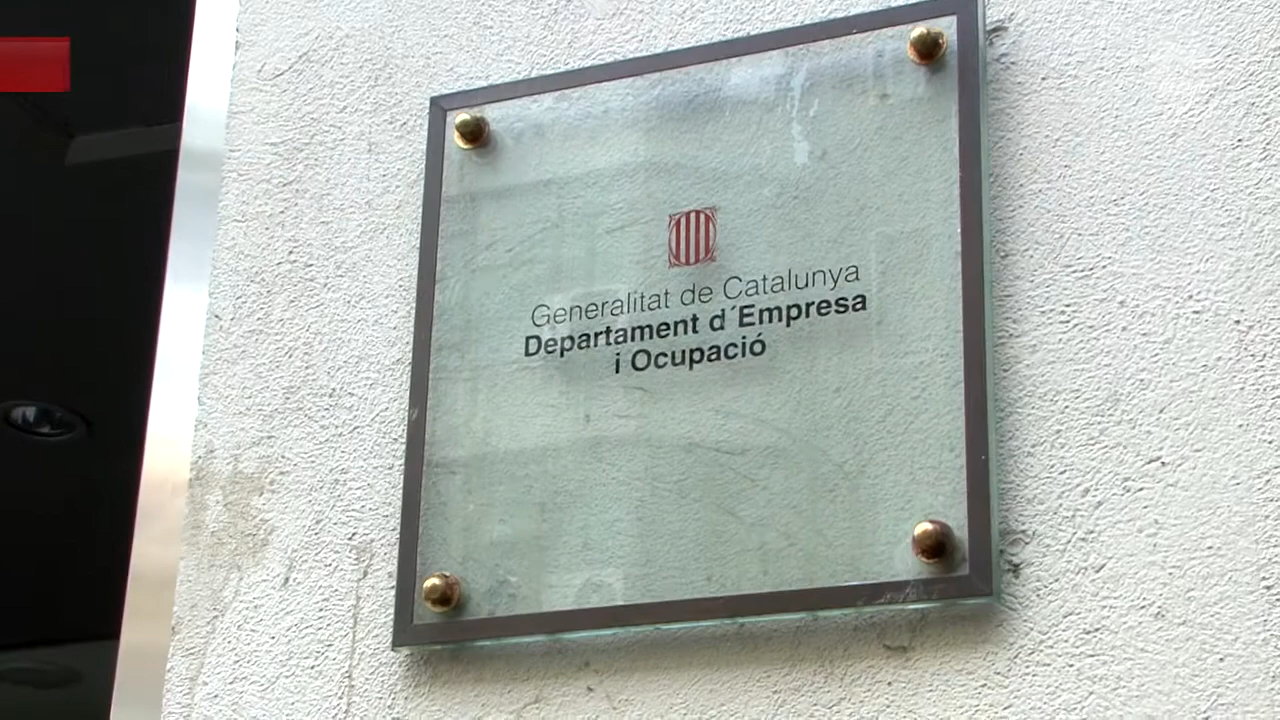 Generalitat de Catalunya
Departament d´Empresa
i Ocupació